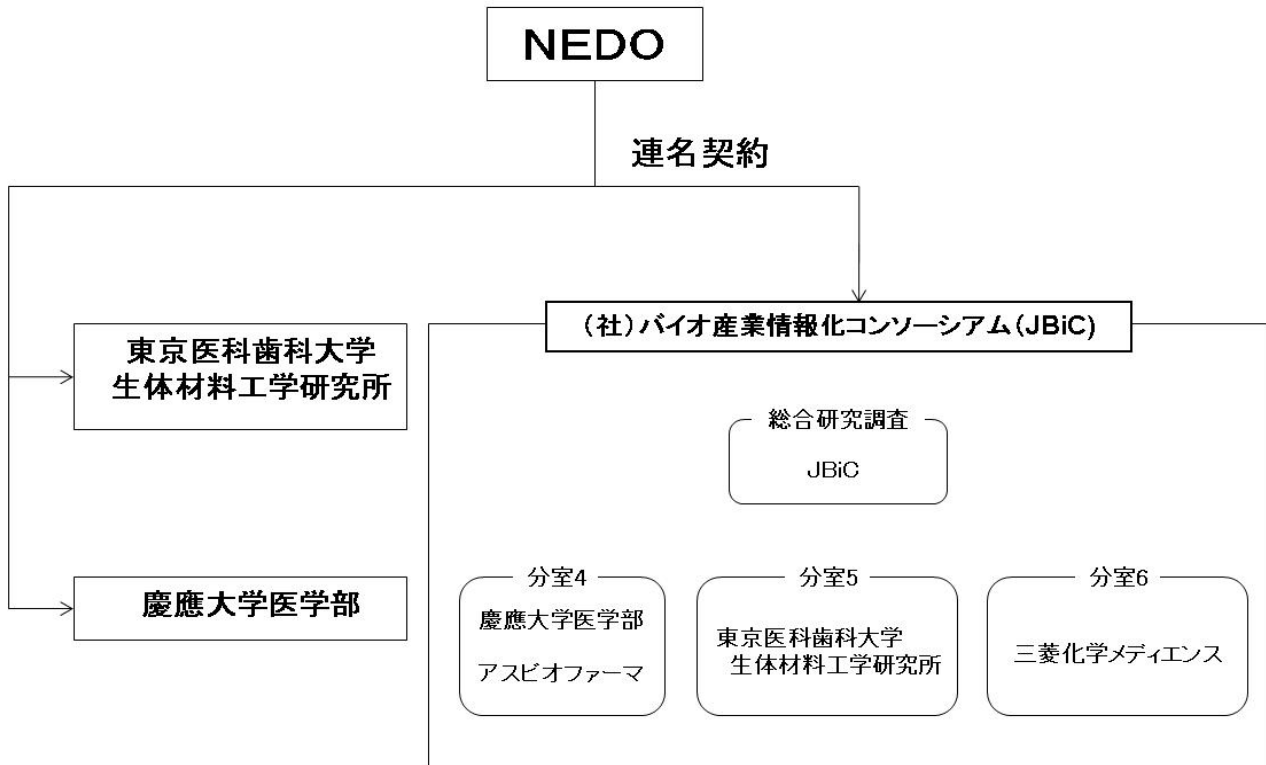 NEDO
連名契約
東京医科歯科大学
生体材料工学研究所
慶應大学医学部
（社）バイオ産業情報化コンソーシアム（JBiC）
総合研究調査
JBiC
分室4
慶應大学医学部
アスビオファーマ
分室5
東京医科歯科大学
生体材料工学研究所
分室6
三菱化学メディエンス